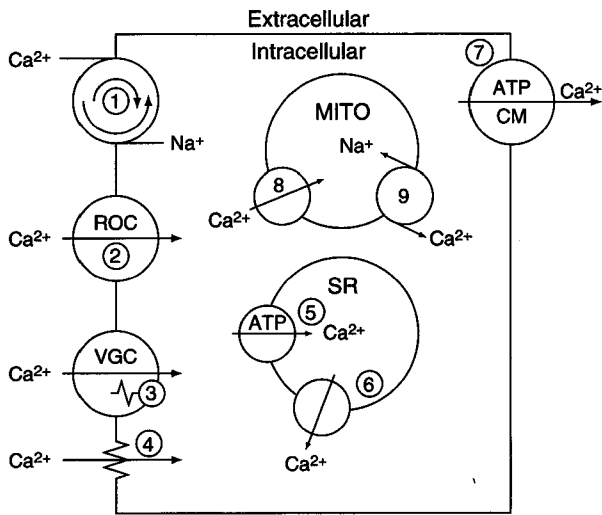 Extracellular
Intracellular
Ca²⁺
1
Na⁺
7
ATP
CM
Ca²⁺
MITO
Na⁺
8
9
Ca²⁺
Ca²⁺
ROC
Ca²⁺
2
SR
ATP
5
Ca²⁺
VGC
Ca²⁺
3
6
Ca²⁺
4
Ca²⁺